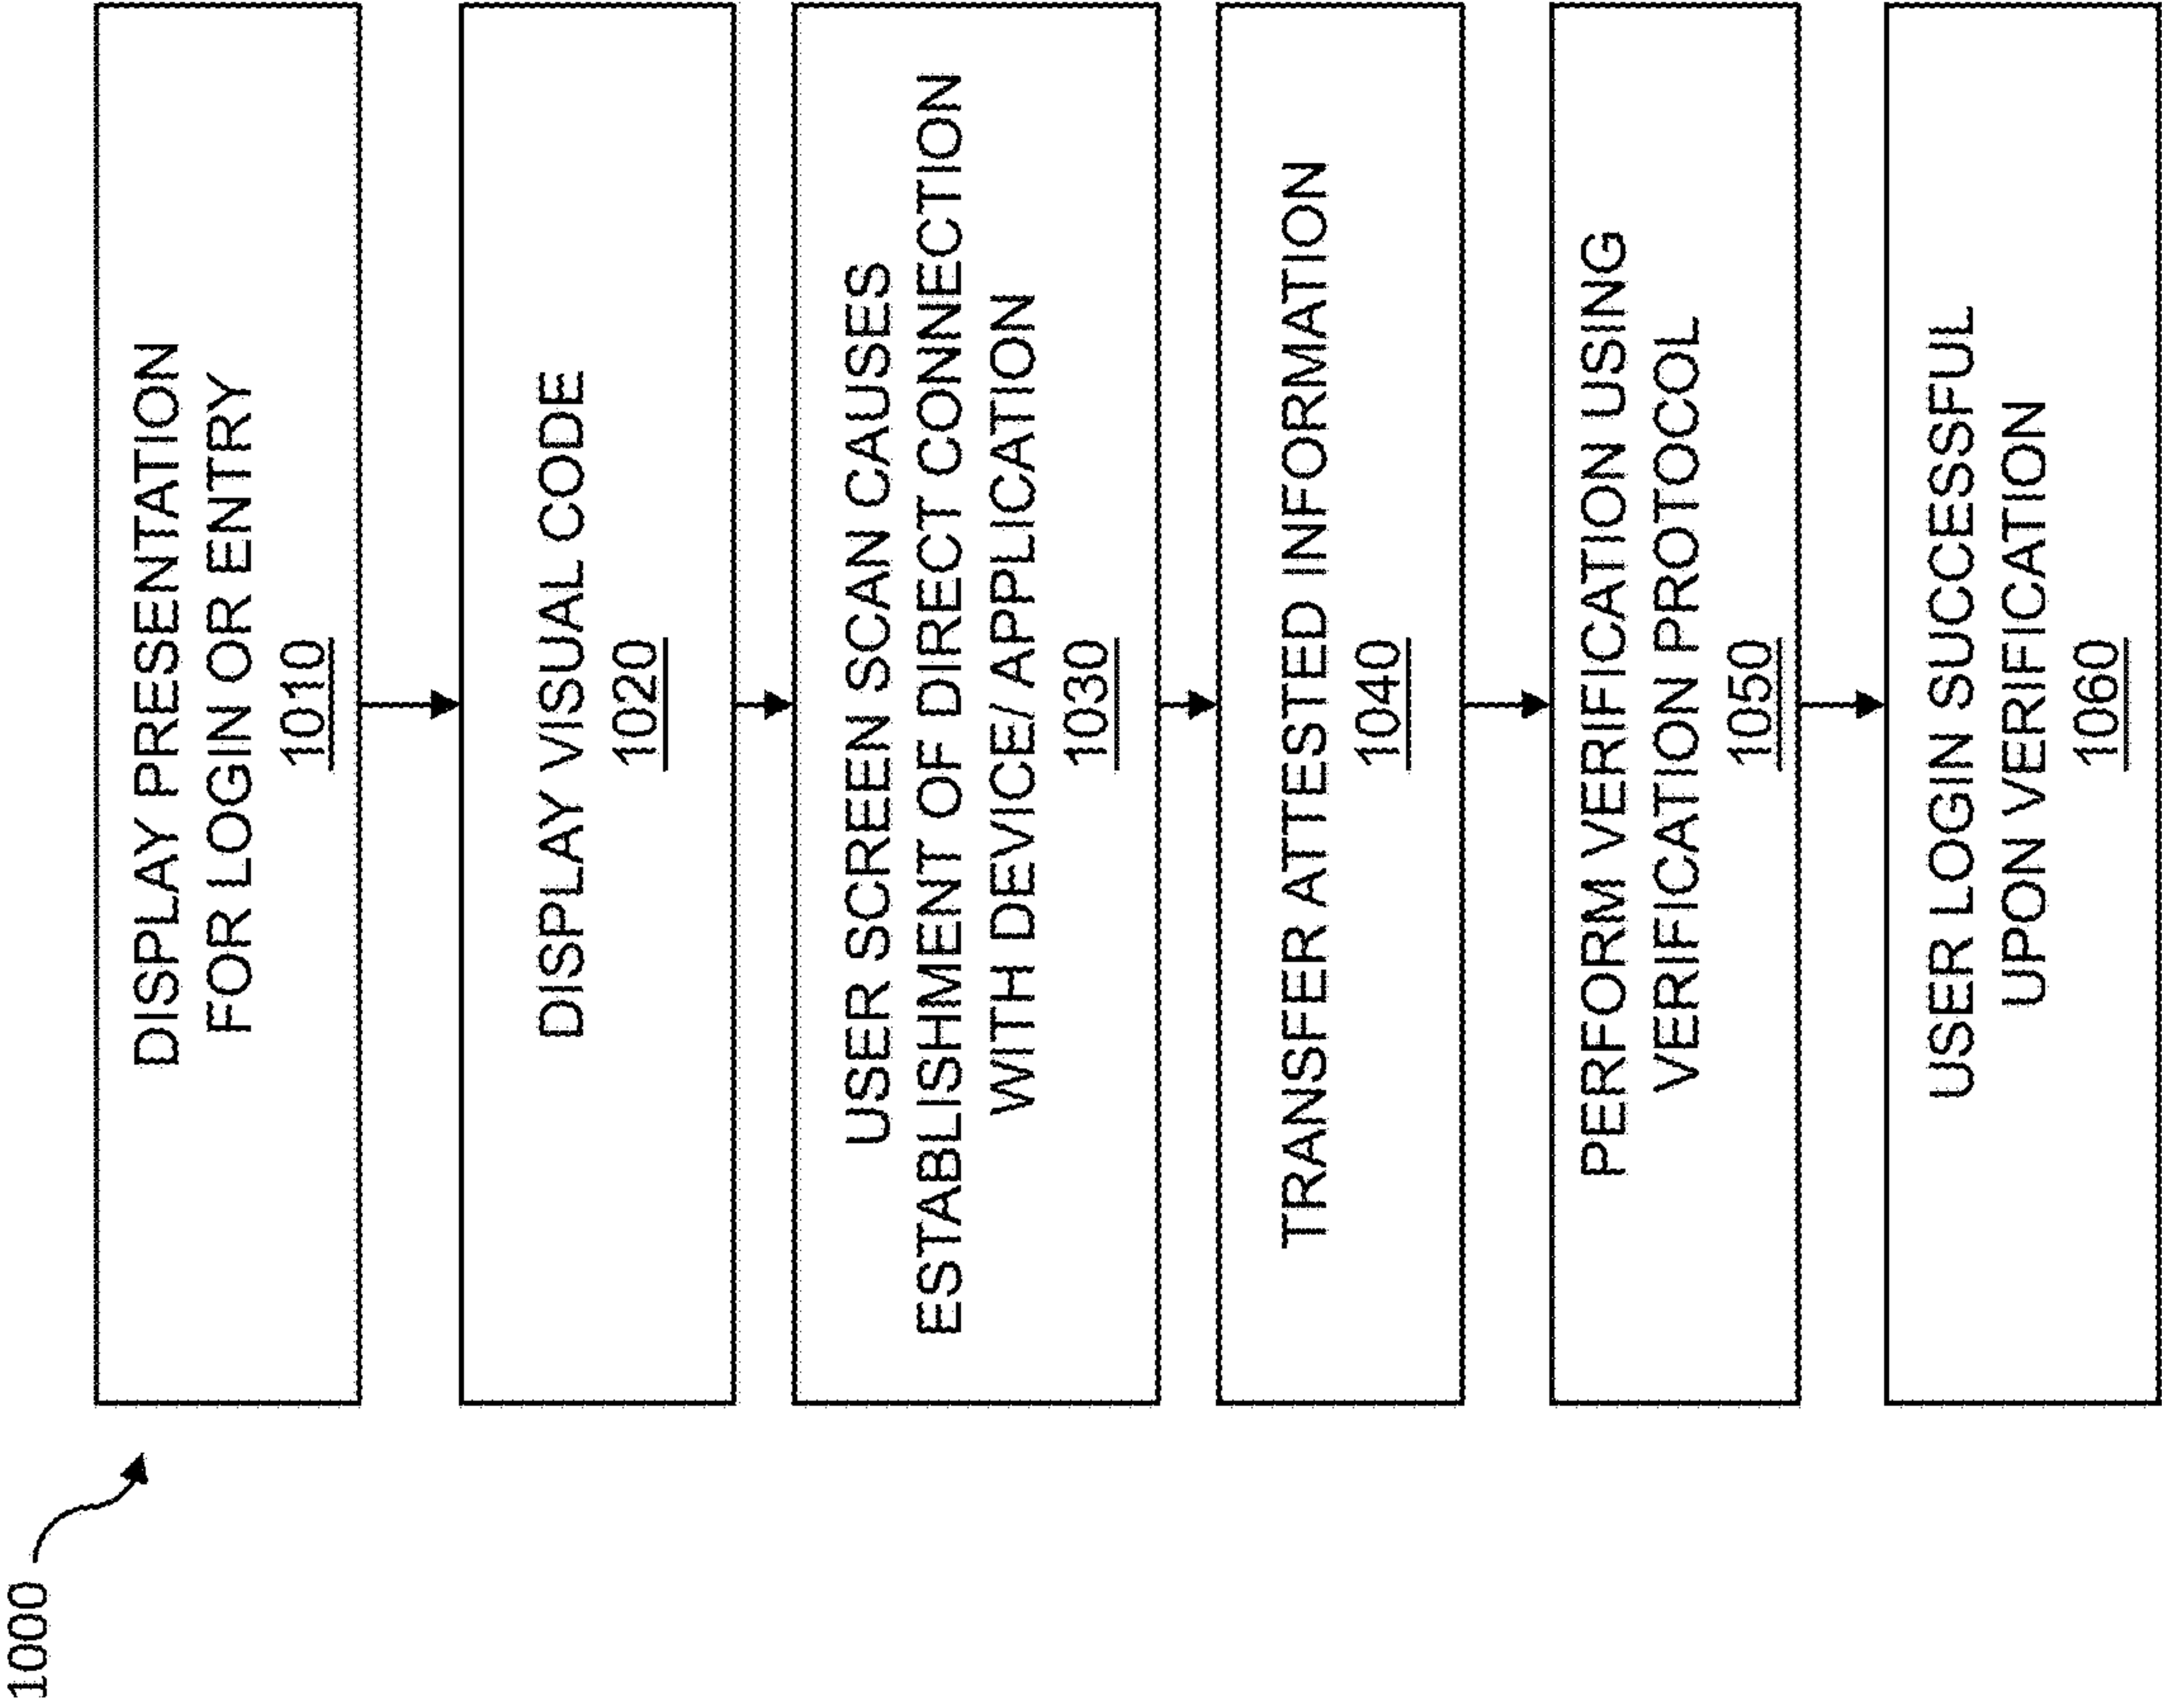 1000
DISPLAY PRESENTATION
FOR LOGIN OR ENTRY
1010
DISPLAY VISUAL CODE
1020
USER SCREEN SCAN CAUSES
ESTABLISHMENT OF DIRECT CONNECTION
WITH DEVICE/ APPLICATION
1030
TRANSFER ATTESTED INFORMATION
1040
PERFORM VERIFICATION USING
VERIFICATION PROTOCOL
1050
USER LOGIN SUCCESSFUL
UPON VERIFICATION
1060